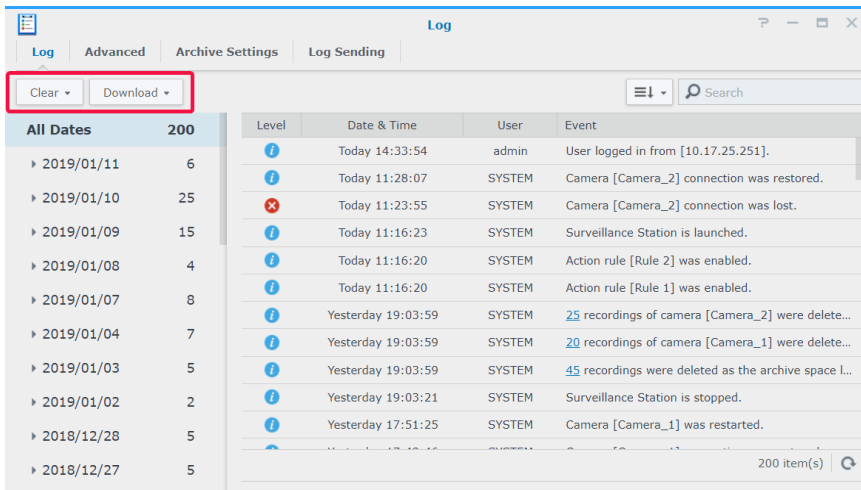 Log
Log Advanced Archive Settings Log Sending
Clear Download Search
All Dates 200
2019/01/11 6
2019/01/10 25
2019/01/09 15
2019/01/08 4
2019/01/07 8
2019/01/04 7
2019/01/03 5
2019/01/02 2
2018/12/28 5
2018/12/27 5
Level Date & Time User Event
Today 14:33:54 admin User logged in from [10.17.25.251].
Today 11:28:07 SYSTEM Camera [Camera_2] connection was restored.
Today 11:23:55 SYSTEM Camera [Camera_2] connection was lost.
Today 11:16:23 SYSTEM Surveillance Station is launched.
Today 11:16:20 SYSTEM Action rule [Rule 2] was enabled.
Today 11:16:20 SYSTEM Action rule [Rule 1] was enabled.
Yesterday 19:03:59 SYSTEM 25 recordings of camera [Camera_2] were delete...
Yesterday 19:03:59 SYSTEM 20 recordings of camera [Camera_1] were delete...
Yesterday 19:03:59 SYSTEM 45 recordings were deleted as the archive space l...
Yesterday 19:03:21 SYSTEM Surveillance Station is stopped.
Yesterday 17:51:25 SYSTEM Camera [Camera_1] was restarted.
200 item(s)